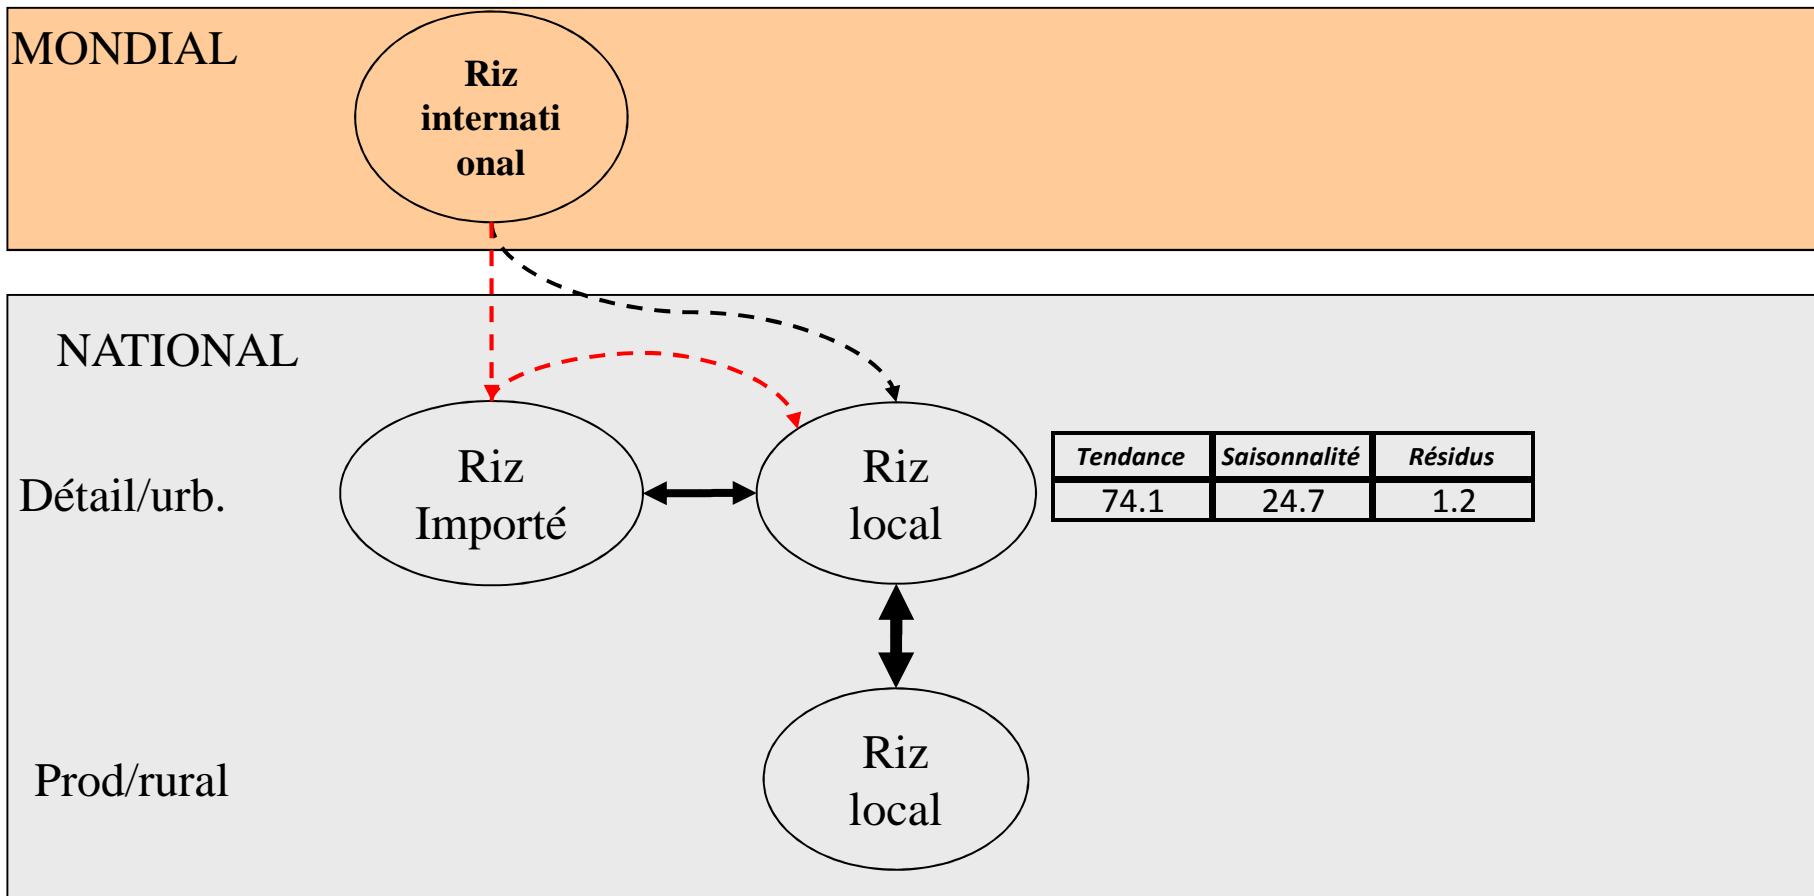 MONDIAL
Riz
internati
onal
NATIONAL
Détail/urb.
Riz
Importé
Riz
local
Tendance Saisonnalité Résidus
74.1 24.7 1.2
Prod/rural
Riz
local